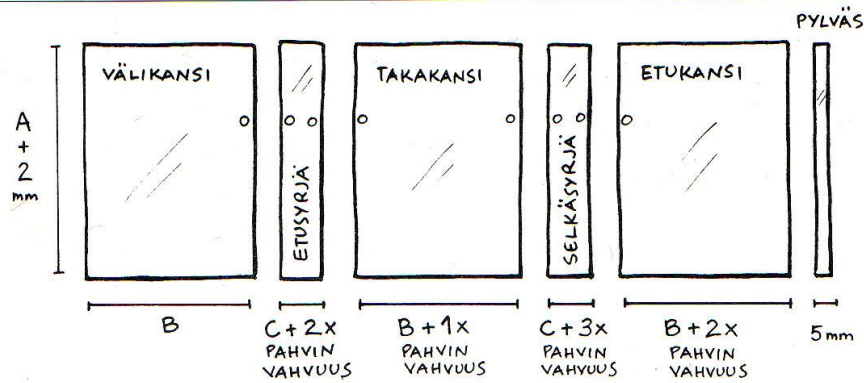 PYLVÄS
VÄLIKANSI
TAKAKANSI
ETUKANSI
A
+
2
mm
ETUSYRJÄ
SELKÄSYRJÄ
B
C+2x
PAHVIN
VAHVUUS
B+1x
PAHVIN
VAHVUUS
C+3x
PAHVIN
VAHVUUS
B+2x
PAHVIN
VAHVUUS
5mm